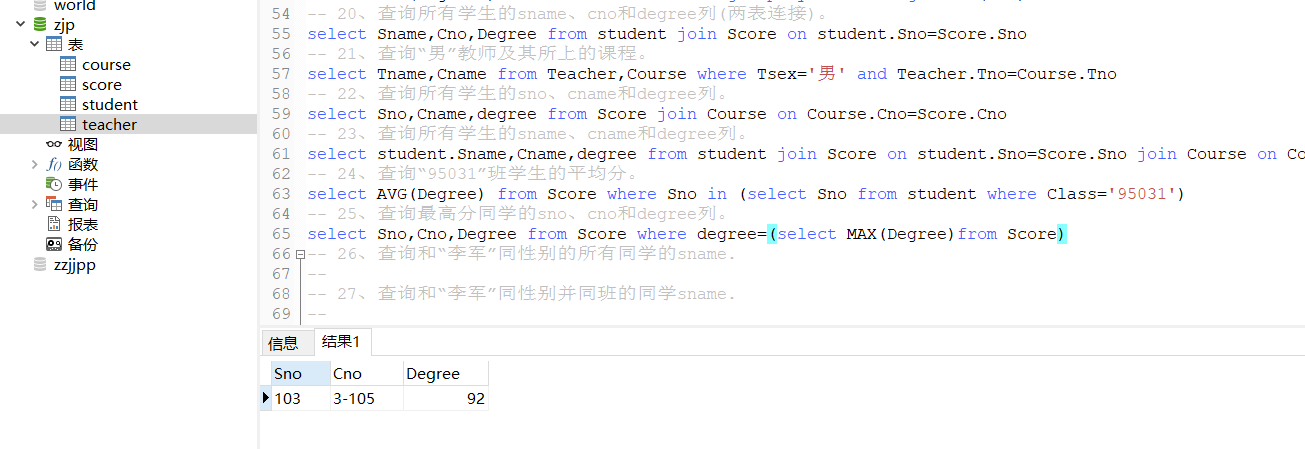 world
zjp
表
course
score
student
teacher
视图
函数
事件
查询
报表
备份
zzjjpp
54 -- 20、查询所有学生的sname、cno和degree列(两表连接)。
55 select Sname,Cno,Degree from student join Score on student.Sno=Score.Sno
56 -- 21、查询“男”教师及其所上的课程。
57 select Tname,Cname from Teacher,Course where Tsex='男' and Teacher.Tno=Course.Tno
58 -- 22、查询所有学生的sno、cname和degree列。
59 select Sno,Cname,degree from Score join Course on Course.Cno=Score.Cno
60 -- 23、查询所有学生的sname、cname和degree列。
61 select student.Sname,Cname,degree from student join Score on student.Sno=Score.Sno join Course on Co
62 -- 24、查询“95031”班学生的平均分。
63 select AVG(Degree) from Score where Sno in (select Sno from student where Class='95031')
64 -- 25、查询最高分同学的sno、cno和degree列。
65 select Sno,Cno,Degree from Score where degree=(select MAX(Degree)from Score)
66 -- 26、查询和“李军”同性别的所有同学的sname.
67 --
68 -- 27、查询和“李军”同性别并同班的同学sname.
69 --
信息 结果1
Sno Cno Degree
103 3-105 92